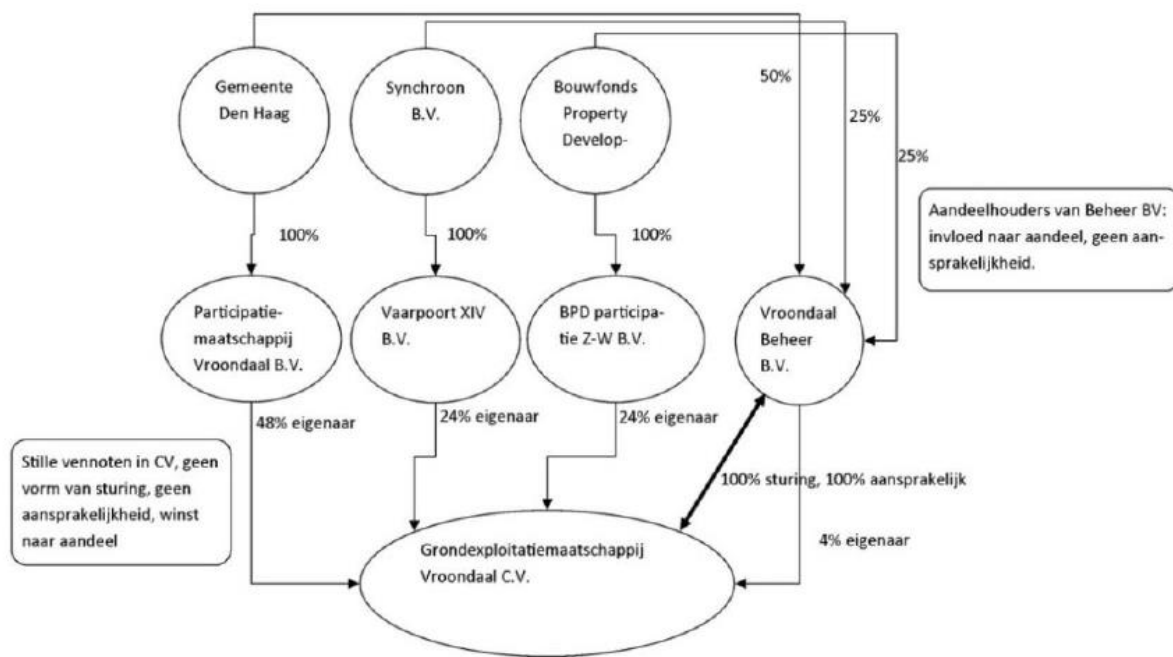 Gemeente
Den Haag
Synchroon
B.V.
Bouwfonds
Property
Develop-
50%
25%
25%
Aandeelhouders van Beheer BV:
invloed naar aandeel, geen aan-
sprakelijkheid.
100%
100%
100%
Participatie-
maatschappij
Vroondaal B.V.
Vaarpoort XIV
B.V.
BPD participa-
tie Z-W B.V.
Vroondaal
Beheer
B.V.
48% eigenaar
24% eigenaar
24% eigenaar
Stille vennoten in CV, geen
vorm van sturing, geen
aansprakelijkheid, winst
naar aandeel
100% sturing, 100% aansprakelijk
4% eigenaar
Grondexploitatiemaatschappij
Vroondaal C.V.